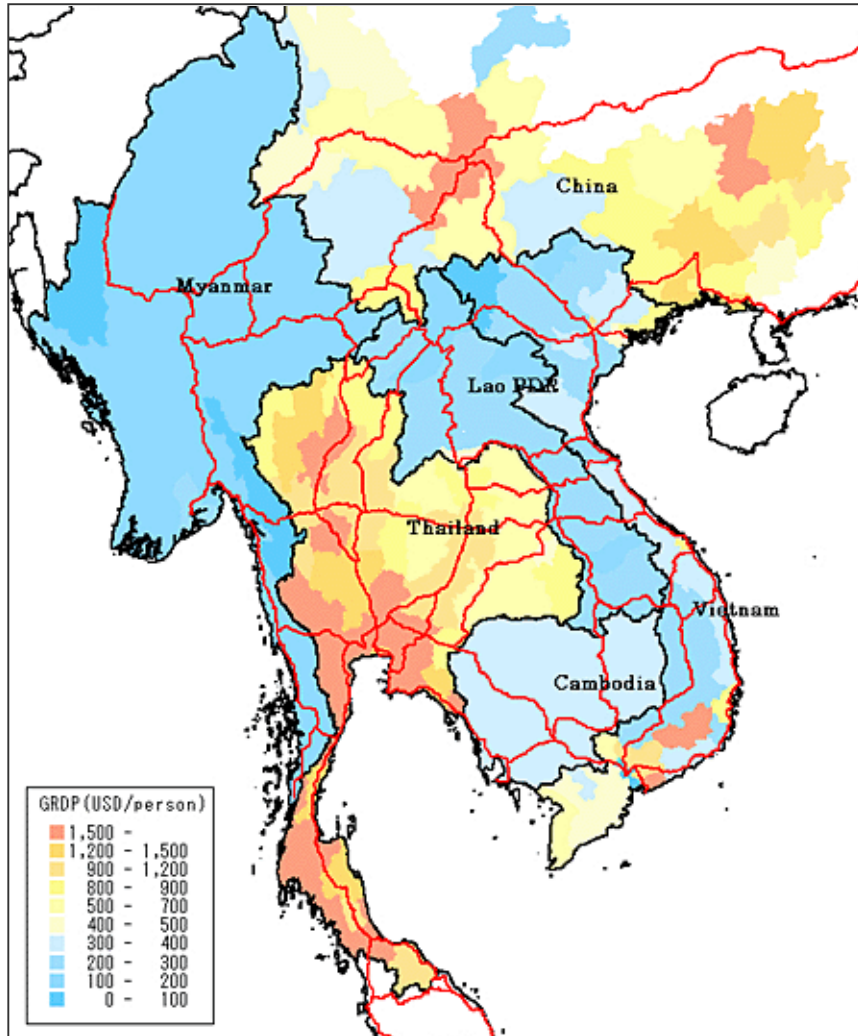 China
Myanmar
Lao PDR
Thailand
Vietnam
Cambodia
GRDP(USD/person)
1,500 -
1,200 - 1,500
900 - 1,200
800 - 900
500 - 700
400 - 500
300 - 400
200 - 300
100 - 200
0 - 100